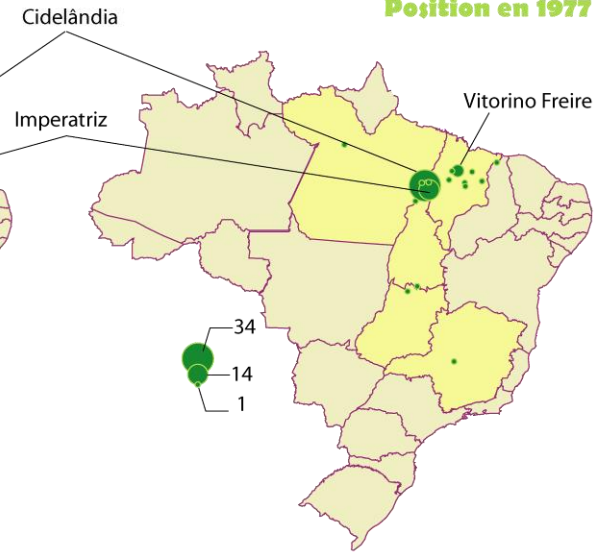 Position en 1977
Cidelândia
Vitorino Freire
Imperatriz
34
14
1